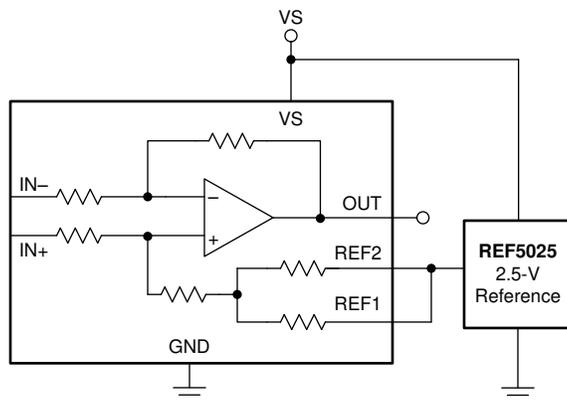 VS
VS
IN–
–
OUT
IN+
+
REF2
REF1
REF5025
2.5-V
Reference
GND